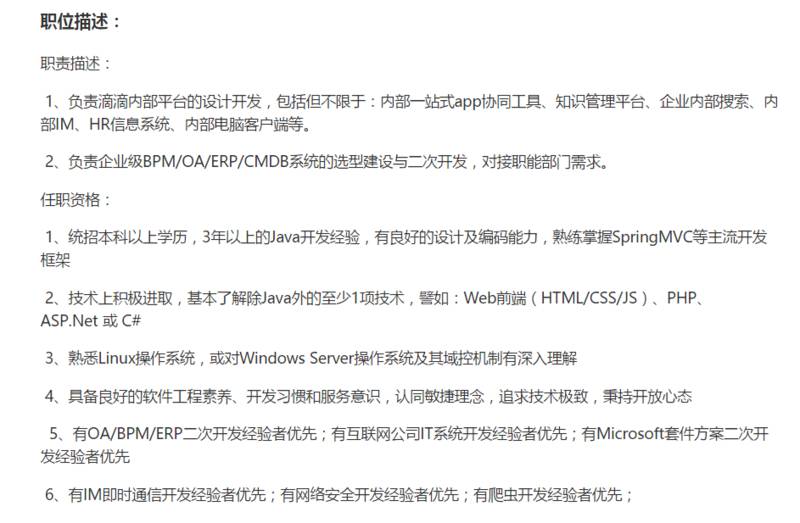 职位描述：
职责描述：
1、负责滴滴内部平台的设计开发，包括但不限于：内部一站式app协同工具、知识管理平台、企业内部搜索、内
部IM、HR信息系统、内部电脑客户端等。
2、负责企业级BPM/OA/ERP/CMDB系统的选型建设与二次开发，对接职能部门需求。
任职资格：
1、统招本科以上学历，3年以上的Java开发经验，有良好的设计及编码能力，熟练掌握SpringMVC等主流开发
框架
2、技术上积极进取，基本了解除Java外的至少1项技术，譬如：Web前端（HTML/CSS/JS）、PHP、
ASP.Net 或 C#
3、熟悉Linux操作系统，或对Windows Server操作系统及其域控机制有深入理解
4、具备良好的软件工程素养、开发习惯和服务意识，认同敏捷理念，追求技术极致，秉持开放心态
5、有OA/BPM/ERP二次开发经验者优先；有互联网公司IT系统开发经验者优先；有Microsoft套件方案二次开
发经验者优先
6、有IM即时通信开发经验者优先；有网络安全开发经验者优先；有爬虫开发经验者优先；